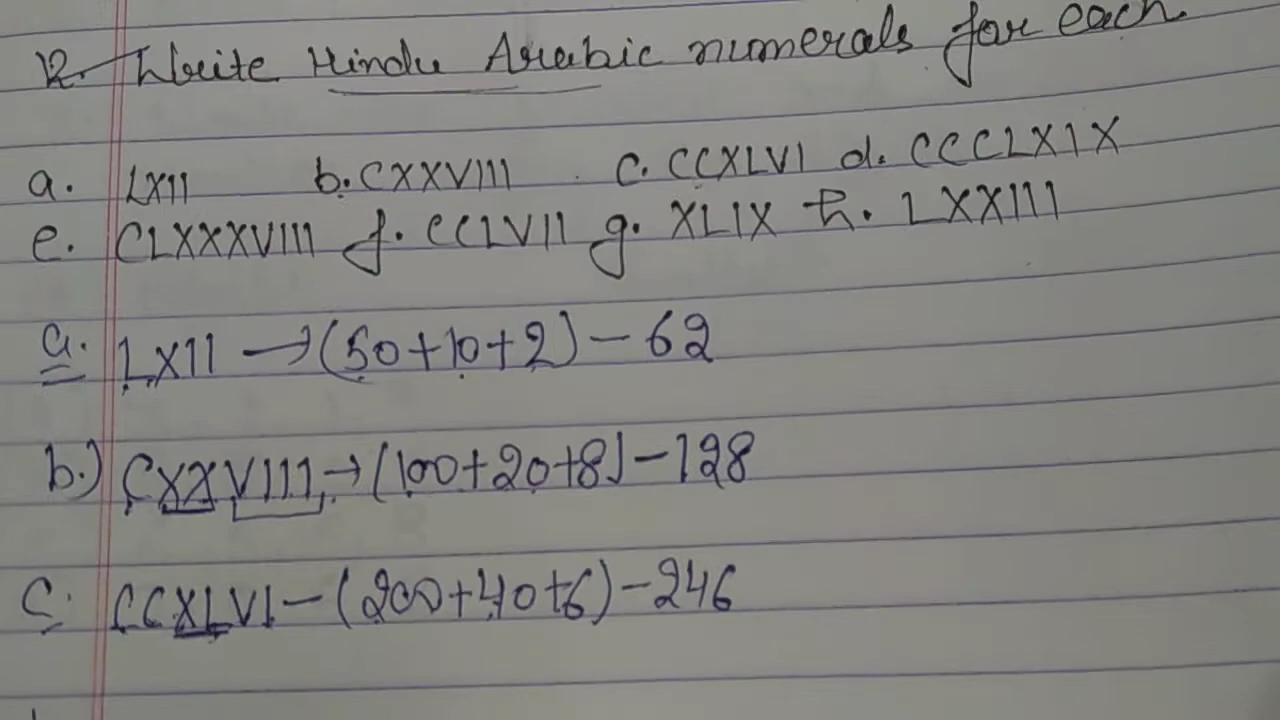 12. Write Hindu Arabic numerals for each
a. LXII b. CXXVIII c. CCXLVI d. CCCLXIX
e. CLXXXVIII f. CCLVII g. XLIX h. LXXIII
a. LXII → (50+10+2) - 62
b.) CXXVIII → (100+20+8) - 128
c. CCXLVI - (200+40+6) - 246